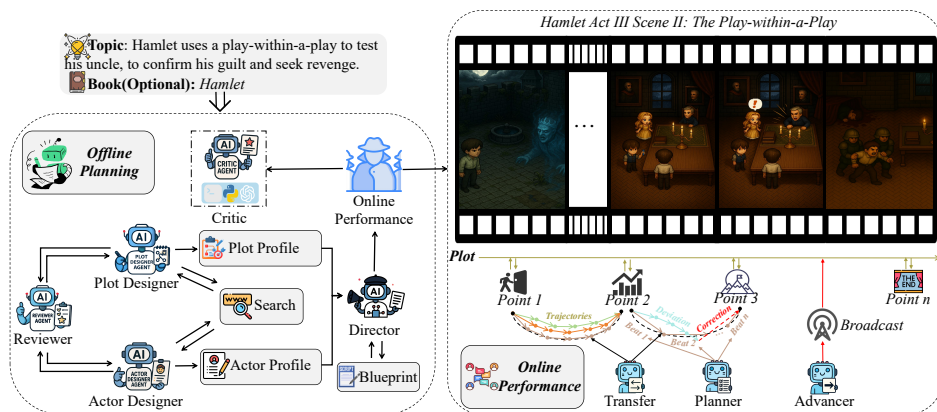 Topic: Hamlet uses a play-within-a-play to test
his uncle, to confirm his guilt and seek revenge.
Book(Optional): Hamlet
Offline
Planning
AI
CRITIC
AGENT
Critic
Online
Performance
AI
PLOT
DESIGNER
AGENT
Plot Designer
Plot Profile
AI
REVIEWER
AGENT
Reviewer
www
Search
AI
Director
AI
ACTOR
DESIGNER
AGENT
Actor Designer
Actor Profile
Blueprint
Hamlet Act III Scene II: The Play-within-a-Play
...
!
Plot
Point 1
Point 2
Point 3
THE
END
Point n
Trajectories
Deviation
Correction
Beat 1
Beat 2
Beat n
Broadcast
Online
Performance
Transfer
Planner
Advancer